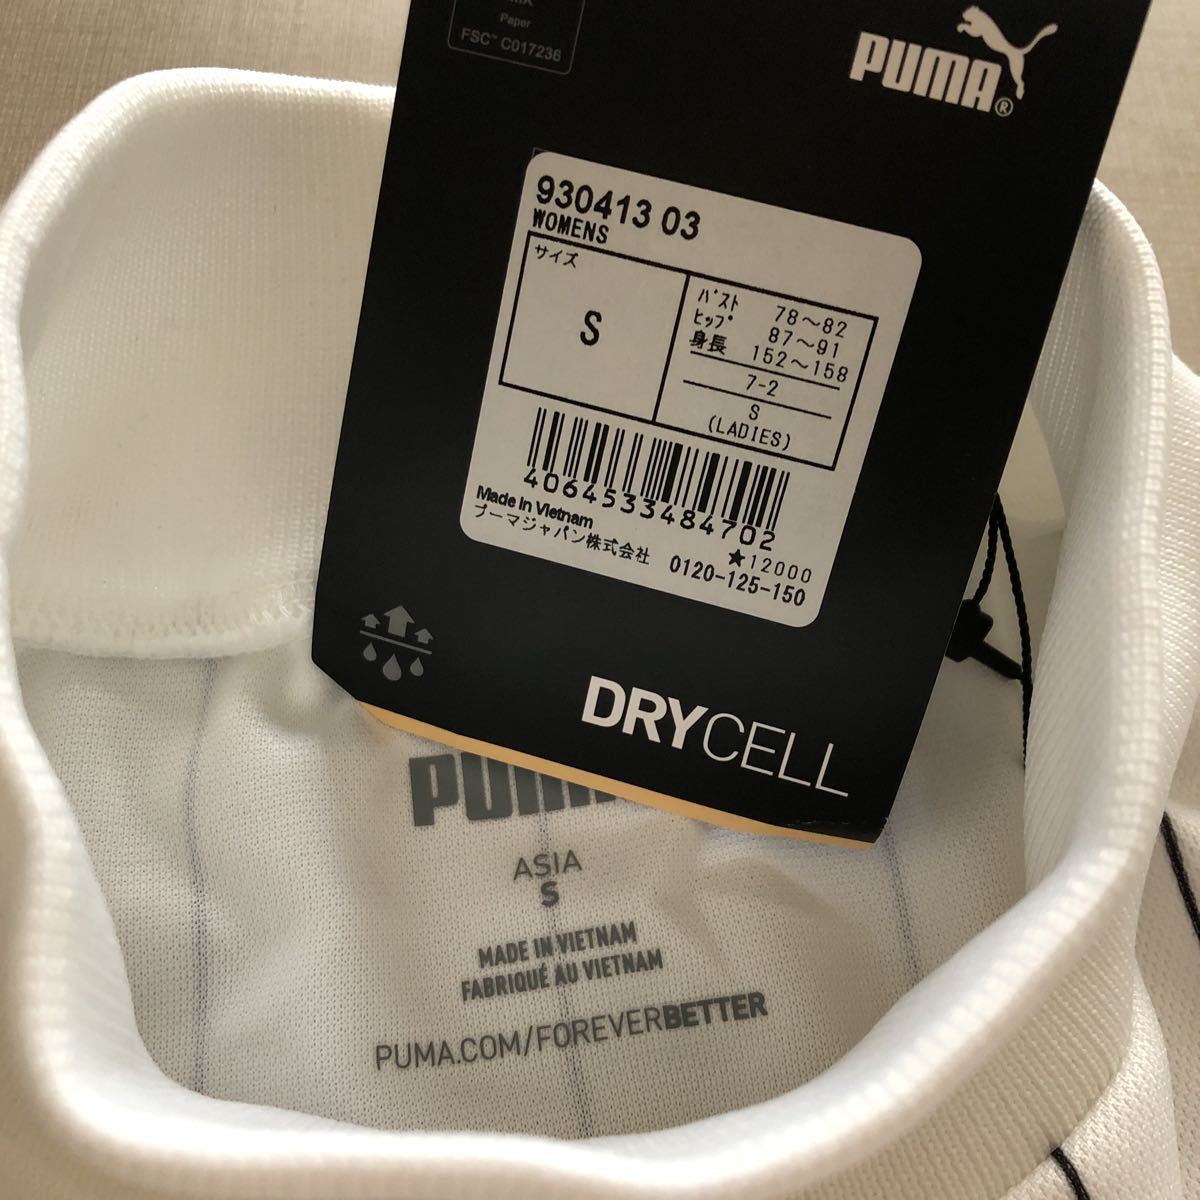 Paper
FSC™ C017236
PUMA®
930413 03
WOMENS
サイズ
S
バスト 78〜82
ヒップ 87〜91
身長 152〜158
7-2
S
(LADIES)
4064533484702
Made in Vietnam
★12000
プーマジャパン株式会社 0120-125-150
DRYCELL
PUMA
ASIA
S
MADE IN VIETNAM
FABRIQUÉ AU VIETNAM
PUMA.COM/FOREVERBETTER